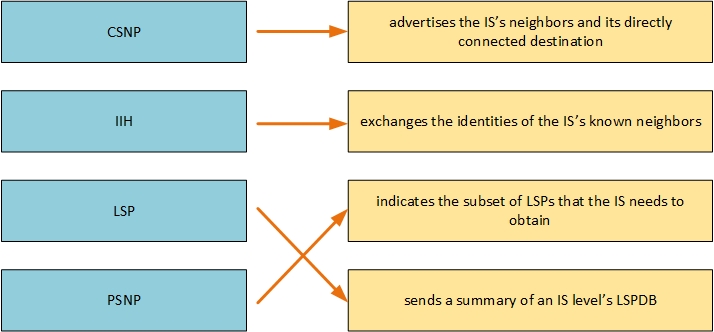 CSNP
advertises the IS's neighbors and its directly
connected destination
IIH
exchanges the identities of the IS's known neighbors
LSP
indicates the subset of LSPs that the IS needs to
obtain
PSNP
sends a summary of an IS level's LSPDB